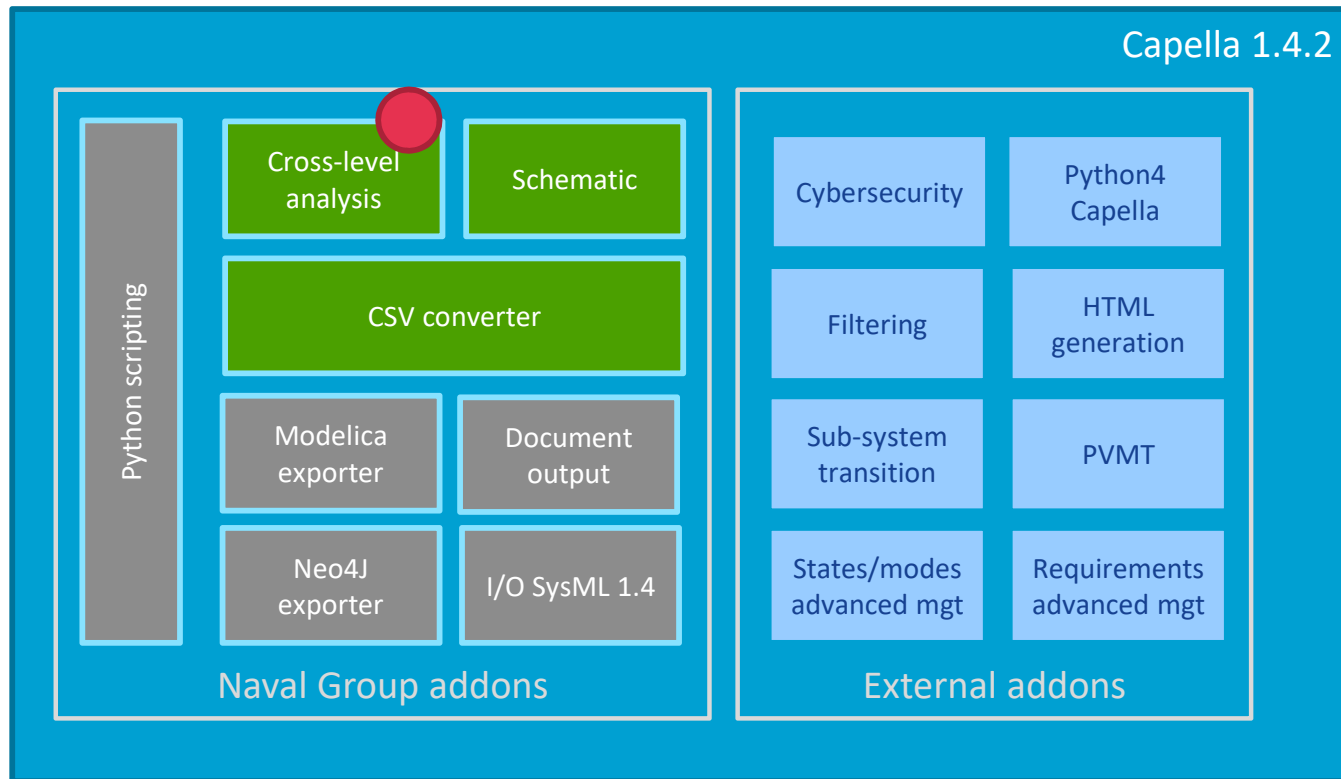 Capella 1.4.2
Python scripting
Cross-level
analysis
Schematic
CSV converter
Modelica
exporter
Document
output
Neo4J
exporter
I/O SysML 1.4
Naval Group addons
Cybersecurity
Python4
Capella
Filtering
HTML
generation
Sub-system
transition
PVMT
States/modes
advanced mgt
Requirements
advanced mgt
External addons